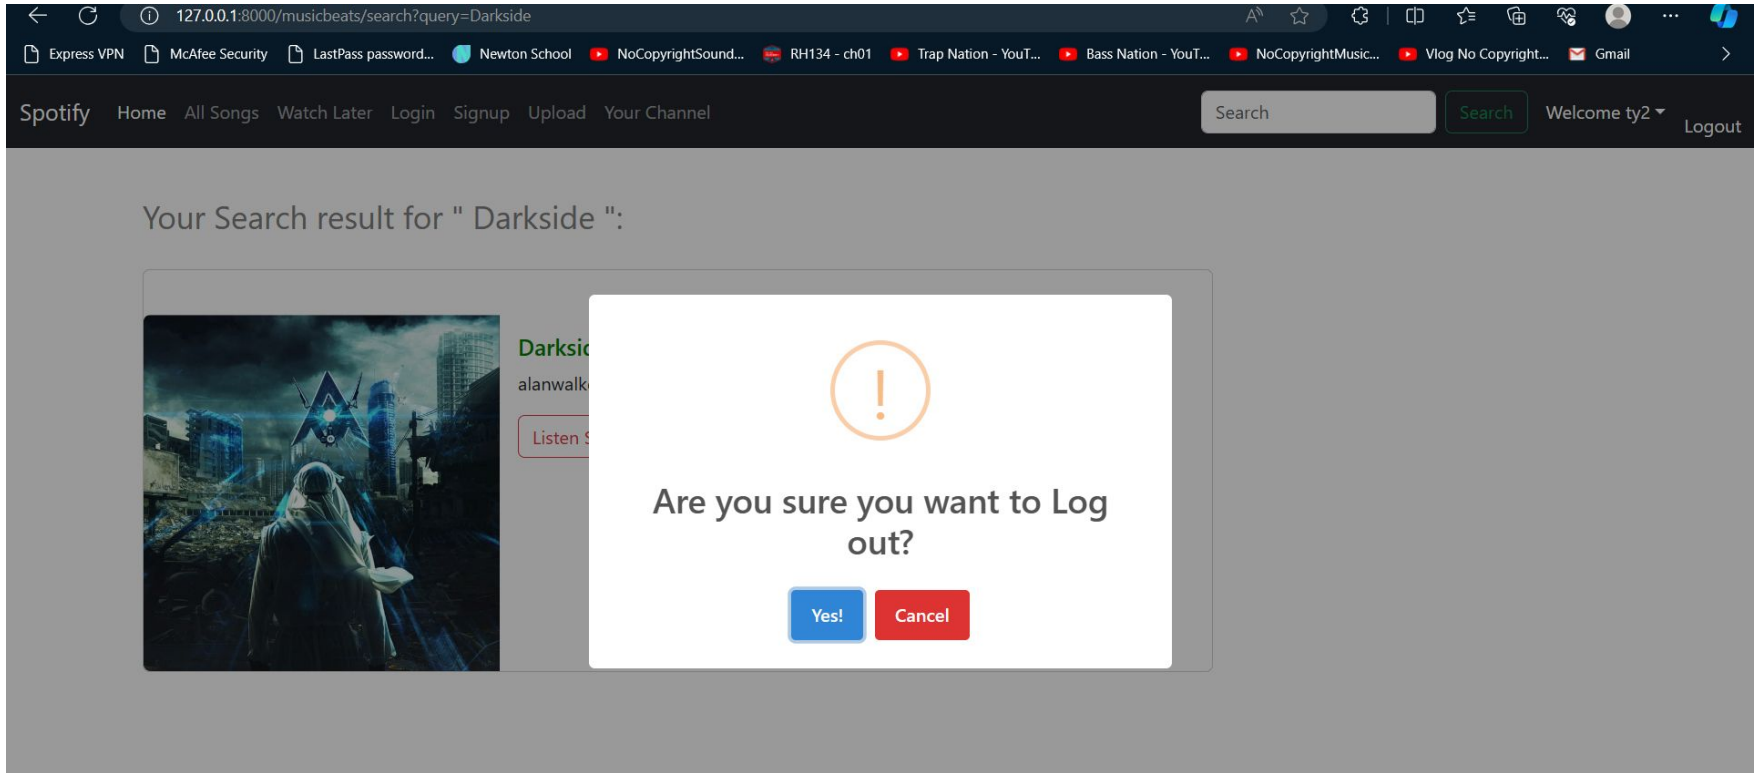 127.0.0.1:8000/musicbeats/search?query=Darkside
Express VPN McAfee Security LastPass password... Newton School NoCopyrightSound... RH134 - ch01 Trap Nation - YouT... Bass Nation - YouT... NoCopyrightMusic... Vlog No Copyright... Gmail
Spotify Home All Songs Watch Later Login Signup Upload Your Channel Search Search Welcome ty2 Logout
Your Search result for " Darkside ":
Darksid
alanwalk
Listen S
!
Are you sure you want to Log
out?
Yes! Cancel